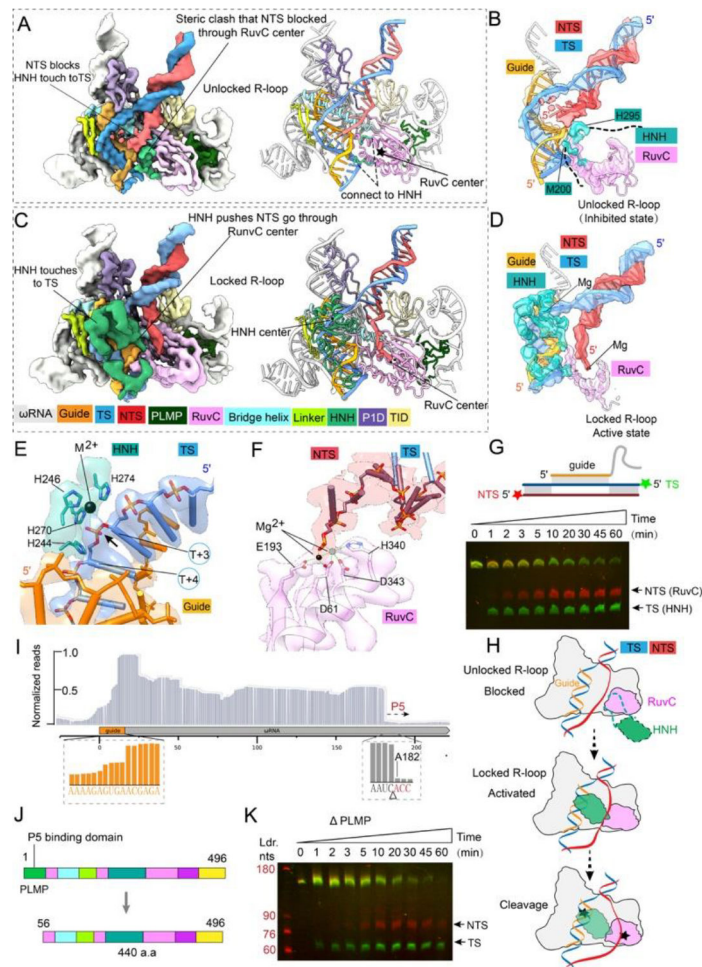 A
Steric clash that NTS blocked
through RuvC center
NTS blocks
HNH touch toTS
Unlocked R-loop
RuvC center
connect to HNH
B
NTS
TS
5'
Guide
H295
HNH
RuvC
M200
5'
Unlocked R-loop
(Inhibited state)
C
HNH pushes NTS go through
RunvC center
HNH touches
to TS
Locked R-loop
HNH center
RuvC center
ωRNA
Guide
TS
NTS
PLMP
RuvC
Bridge helix
Linker
HNH
P1D
TID
D
NTS
5'
Guide
TS
HNH
Mg
5'
Mg
RuvC
5'
Locked R-loop
Active state
E
M2+
HNH
TS
5'
H246
H274
H270
H244
5'
T+3
T+4
Guide
F
NTS
TS
Mg2+
E193
H340
D343
D61
RuvC
G
5'
guide
NTS 5'
5' TS
Time
0 1 2 3 5 10 20 30 45 60 (min)
NTS (RuvC)
TS (HNH)
H
TS
NTS
Unlocked R-loop
Guide
Blocked
RuvC
HNH
Locked R-loop
Activated
Cleavage
I
Normalized reads
1.0
0.5
0.0
P5
guide
ωRNA
0 50 100 150 200
AAAAGAGUGAACGAGA
A182
AAUCACC
Δ
J
P5 binding domain
1
496
PLMP
56
496
440 a.a
K
Δ PLMP
Time
Ldr.
nts
0 1 2 3 5 10 20 30 45 60 (min)
180
90
76
60
NTS
TS